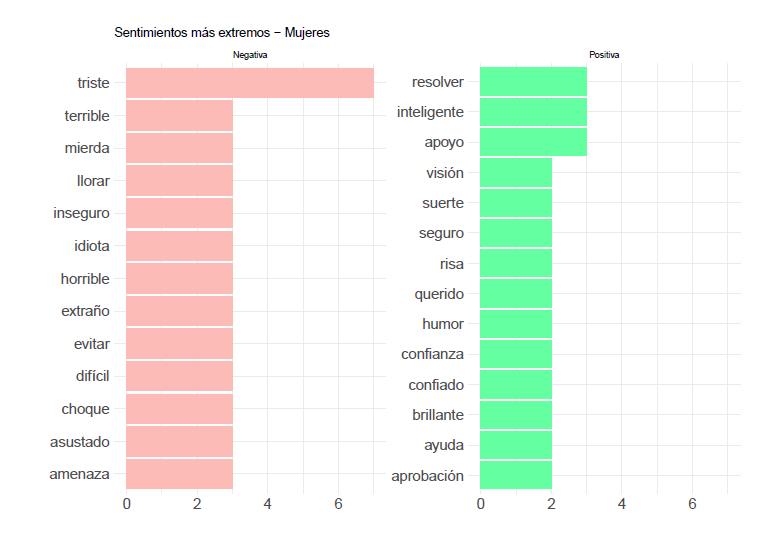 Sentimientos más extremos − Mujeres
Negativa
triste
terrible
mierda
llorar
inseguro
idiota
horrible
extraño
evitar
difícil
choque
asustado
amenaza
0 2 4 6
Positiva
resolver
inteligente
apoyo
visión
suerte
seguro
risa
querido
humor
confianza
confiado
brillante
ayuda
aprobación
0 2 4 6